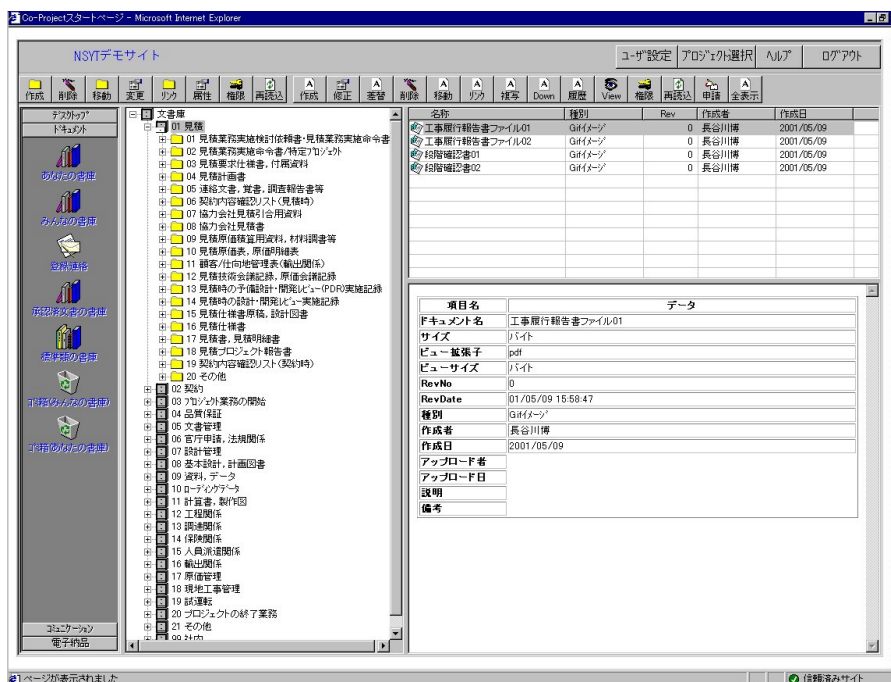 Co-Projectスタートページ - Microsoft Internet Explorer
NSYTデモサイト
ユーザ設定 プロジェクト選択 ヘルプ ログアウト
作成 削除 移動 変更 リンク 属性 権限 再読込 作成 修正 差替 削除 移動 リンク 複写 Down 履歴 View 権限 再読込 申請 全表示
デスクトップ
ドキュメント
あなたの書庫
みんなの書庫
登録連絡
承認済文書の書庫
標準類の書庫
ゴミ箱(みんなの書庫)
ゴミ箱(あなたの書庫)
コミュニケーション
電子納品
文書庫
01 見積
01 見積業務実施検討依頼書・見積業務実施命令書
02 見積業務実施命令書/特定プロジェクト
03 見積要求仕様書, 付属資料
04 見積計画書
05 連絡文書, 覚書, 調査報告書等
06 契約内容確認リスト(見積時)
07 協力会社見積引合用資料
08 協力会社見積書
09 見積原価積算用資料, 材料調書等
10 見積原価表, 原価明細表
11 顧客/仕向地管理表(輸出関係)
12 見積技術会議記録, 原価会議記録
13 見積時の予備設計・開発レビュー(PDR)実施記録
14 見積時の設計・開発レビュー実施記録
15 見積仕様書原稿, 設計図書
16 見積仕様書
17 見積書, 見積明細書
18 見積プロジェクト報告書
19 契約内容確認リスト(契約時)
20 その他
02 契約
03 プロジェクト業務の開始
04 品質保証
05 文書管理
06 官庁申請, 法規関係
07 設計管理
08 基本設計, 計画図書
09 資料, データ
10 ローディングデータ
11 計算書, 製作図
12 工程関係
13 調達関係
14 保険関係
15 人員派遣関係
16 輸出関係
17 原価管理
18 現地工事管理
19 試運転
20 プロジェクトの終了業務
21 その他
99 社内
名称 種別 Rev 作成者 作成日
工事履行報告書ファイル01 Gifイメージ 0 長谷川博 2001/05/09
工事履行報告書ファイル02 Gifイメージ 0 長谷川博 2001/05/09
段階確認書01 Gifイメージ 0 長谷川博 2001/05/09
段階確認書02 Gifイメージ 0 長谷川博 2001/05/09
項目名 データ
ドキュメント名 工事履行報告書ファイル01
サイズ バイト
ビュー拡張子 pdf
ビューサイズ バイト
RevNo 0
RevDate 01/05/09 15:58:47
種別 Gifイメージ
作成者 長谷川博
作成日 2001/05/09
アップロード者
アップロード日
説明
備考
ページが表示されました
信頼済みサイト